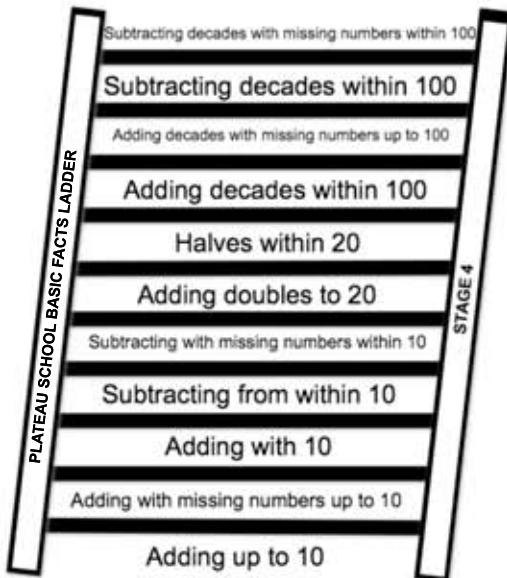 Subtracting decades with missing numbers within 100
Subtracting decades within 100
Adding decades with missing numbers up to 100
Adding decades within 100
Halves within 20
Adding doubles to 20
Subtracting with missing numbers within 10
Subtracting from within 10
Adding with 10
Adding with missing numbers up to 10
Adding up to 10
PLATEAU SCHOOL BASIC FACTS LADDER
STAGE 4